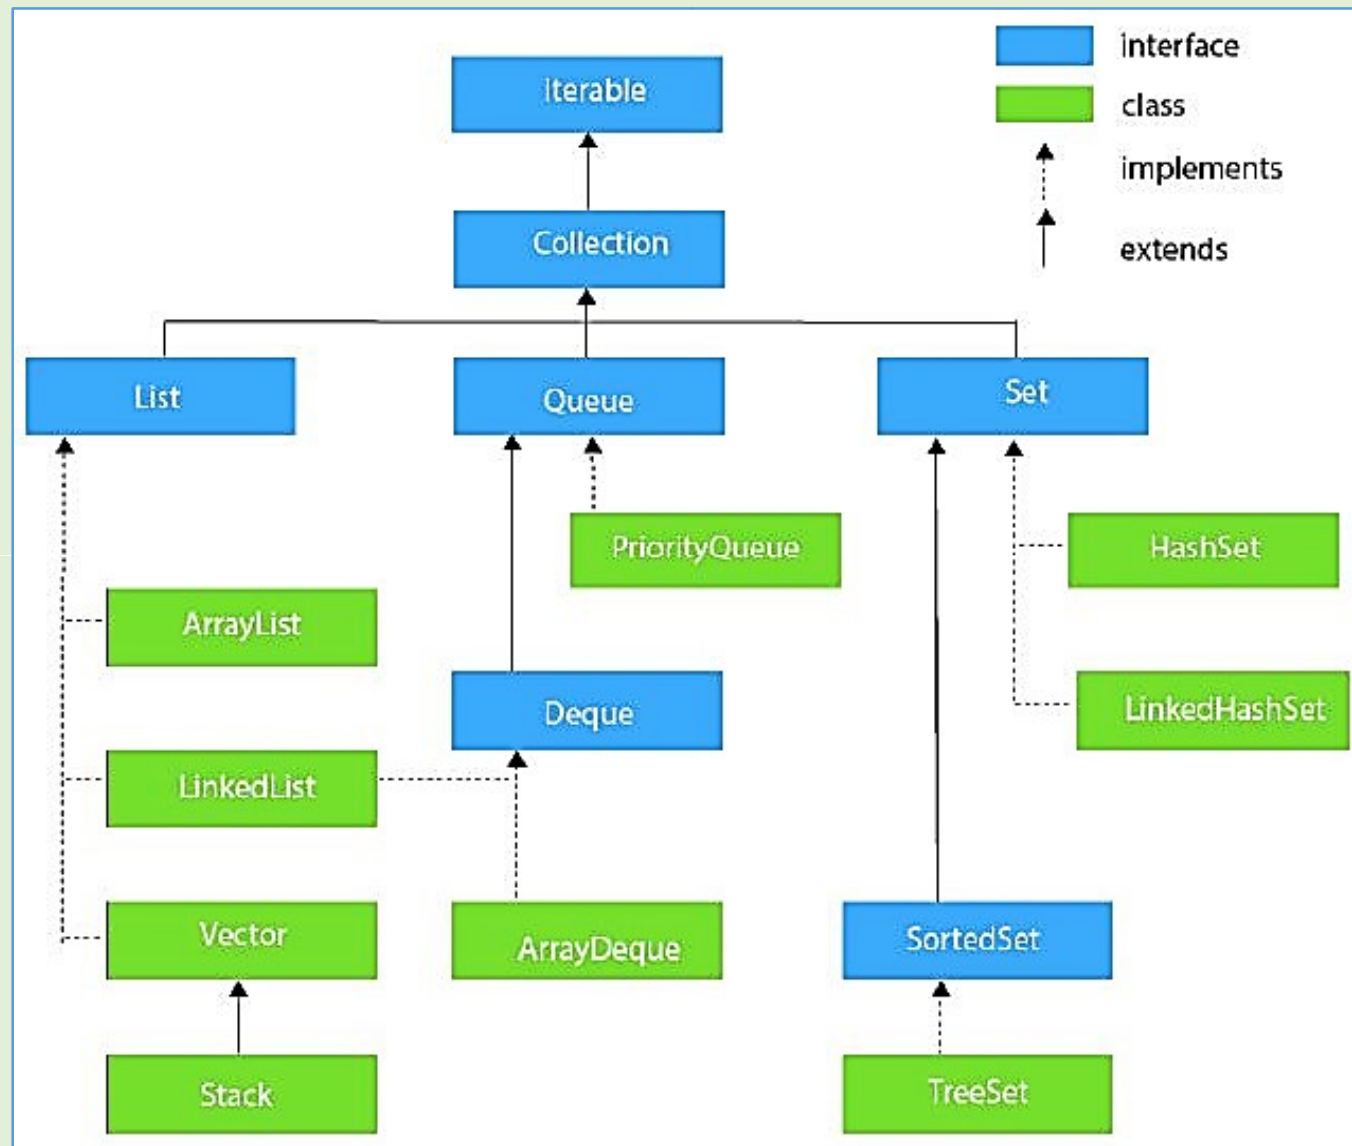 interface
class
implements
extends
Iterable
Collection
List
Queue
Set
PriorityQueue
HashSet
ArrayList
Deque
LinkedHashSet
LinkedList
Vector
ArrayDeque
SortedSet
Stack
TreeSet